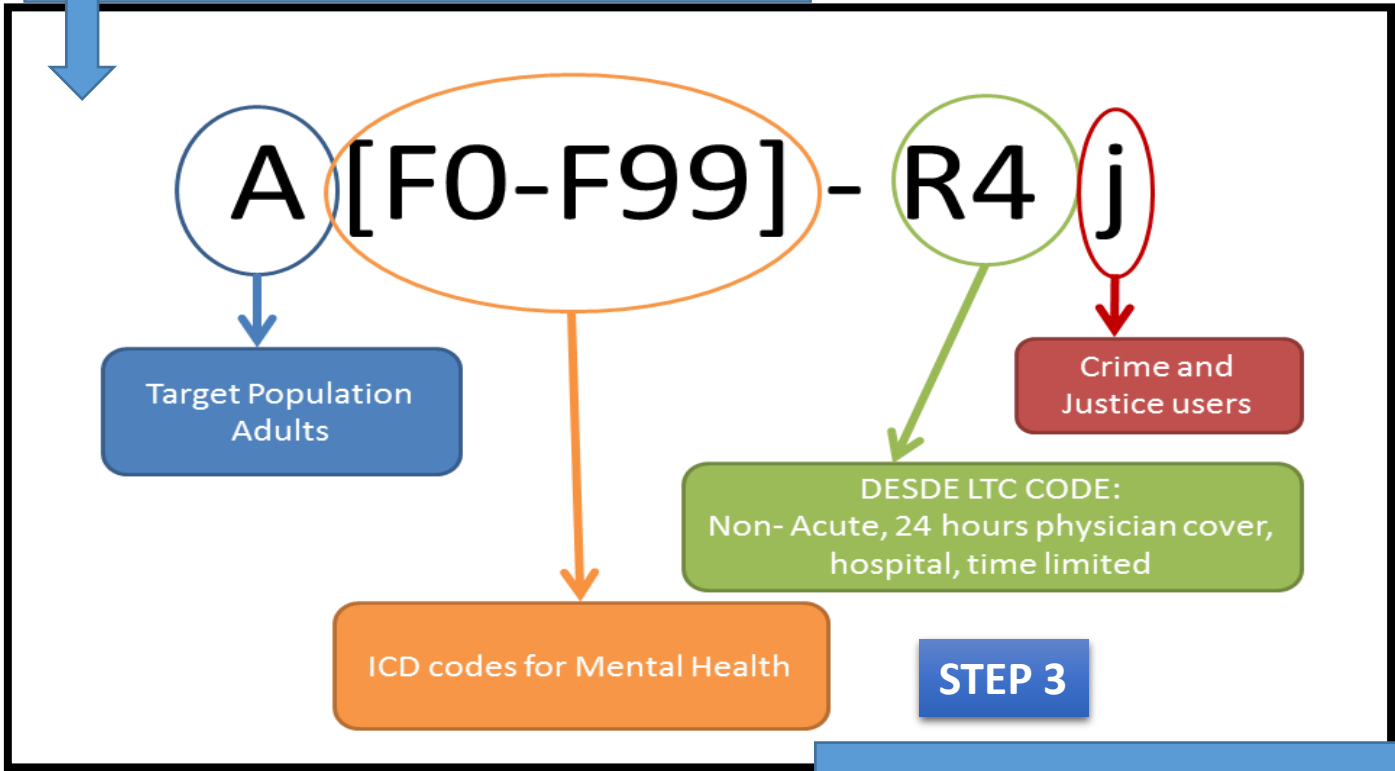 A [F0-F99] - R4 j
Target Population
Adults
Crime and
Justice users
DESDE LTC CODE:
Non- Acute, 24 hours physician cover,
hospital, time limited
ICD codes for Mental Health
STEP 3